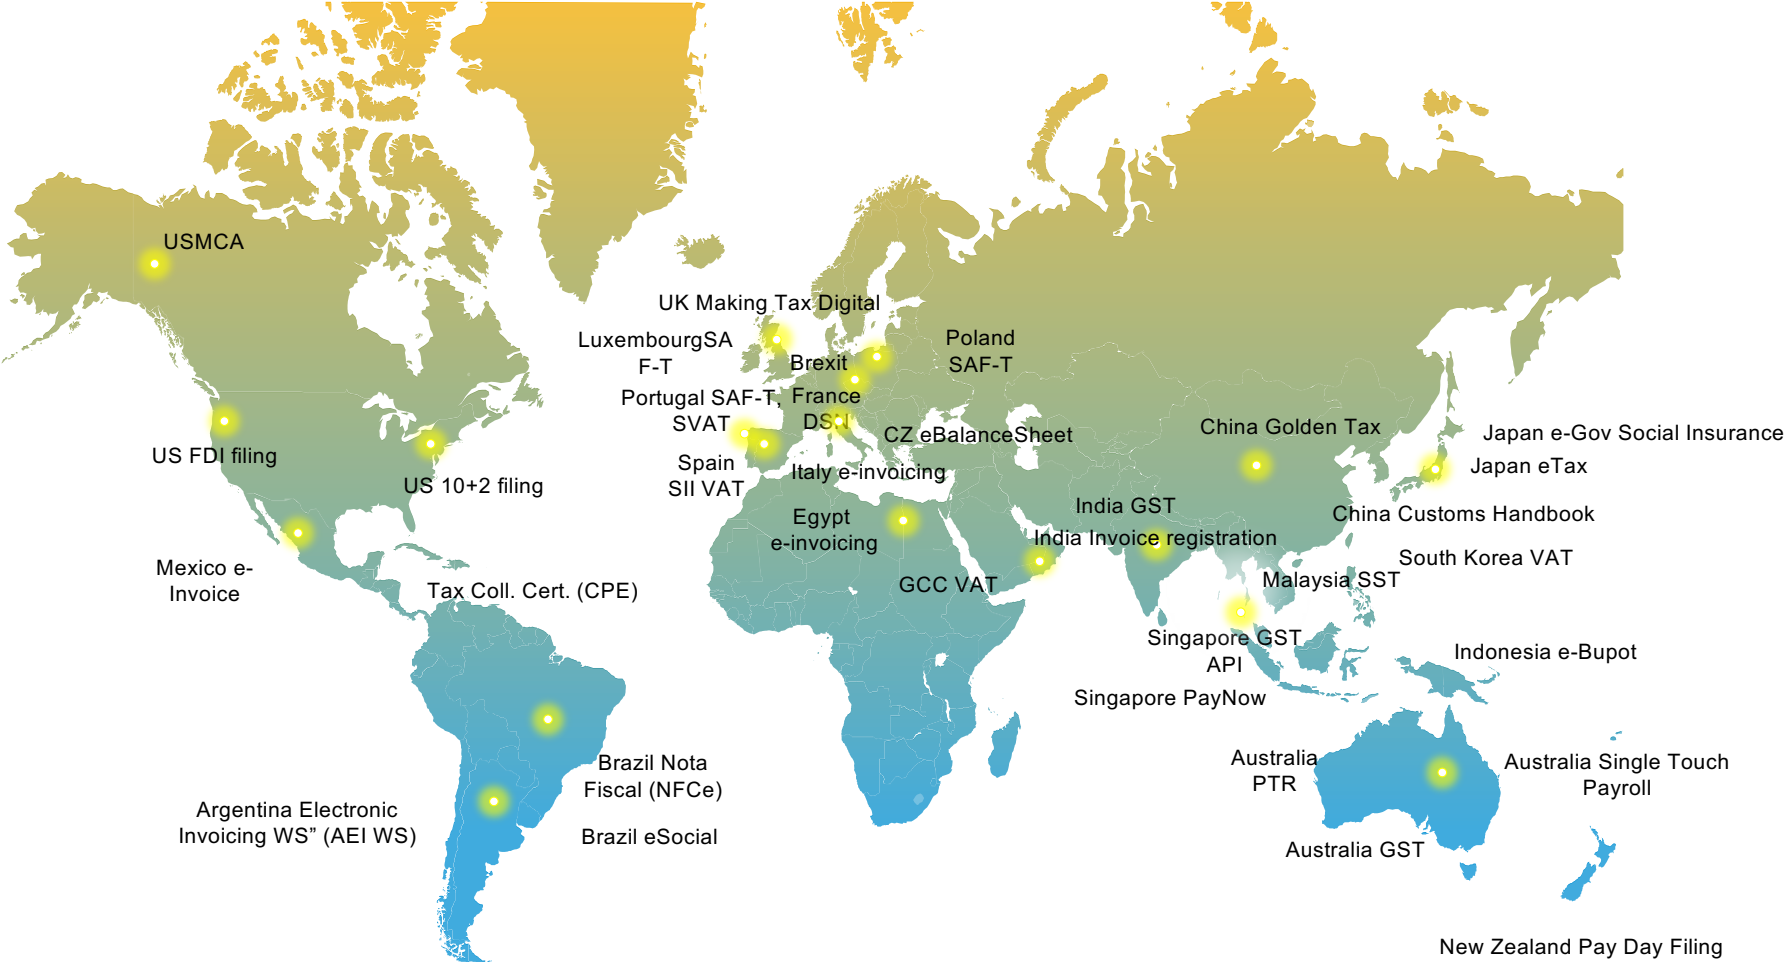 USMCA
UK Making Tax Digital
LuxembourgSA
F-T
Brexit
Poland
SAF-T
Portugal SAF-T,
SVAT
France
DSN
CZ eBalanceSheet
China Golden Tax
Japan e-Gov Social Insurance
Japan eTax
US FDI filing
US 10+2 filing
Spain
SII VAT
Italy e-invoicing
Egypt
e-invoicing
India GST
India Invoice registration
China Customs Handbook
South Korea VAT
Mexico e-
Invoice
Tax Coll. Cert. (CPE)
GCC VAT
Malaysia SST
Singapore GST
API
Singapore PayNow
Indonesia e-Bupot
Brazil Nota
Fiscal (NFCe)
Brazil eSocial
Argentina Electronic
Invoicing WS” (AEI WS)
Australia
PTR
Australia Single Touch
Payroll
Australia GST
New Zealand Pay Day Filing